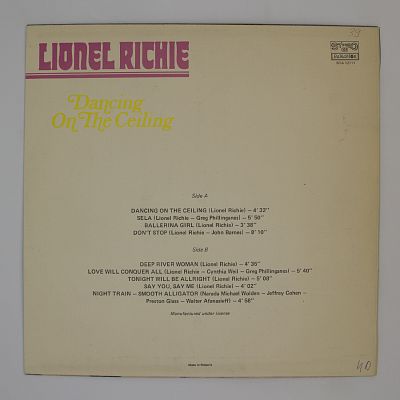 39
LIONEL RICHIE
Dancing
On The Ceiling
Side A
DANCING ON THE CEILING (Lionel Richie) — 4' 32"
SELA (Lionel Richie — Greg Phillinganes) — 5' 50"
BALLERINA GIRL (Lionel Richie) — 3' 38"
DON'T STOP (Lionel Richie — John Barnes) — 8' 10"
Side B
DEEP RIVER WOMAN (Lionel Richie) — 4' 35"
LOVE WILL CONQUER ALL (Lionel Richie — Cynthia Weil — Greg Phillinganes) — 5' 40"
TONIGHT WILL BE ALLRIGHT (Lionel Richie) — 5' 08"
SAY YOU, SAY ME (Lionel Richie) — 4' 02"
NIGHT TRAIN — SMOOTH ALLIGATOR (Narada Michael Walden — Jeffrey Cohen —
Preston Glass — Walter Afanasieff) — 4' 56"
Manufactured under license
Made in Bulgaria